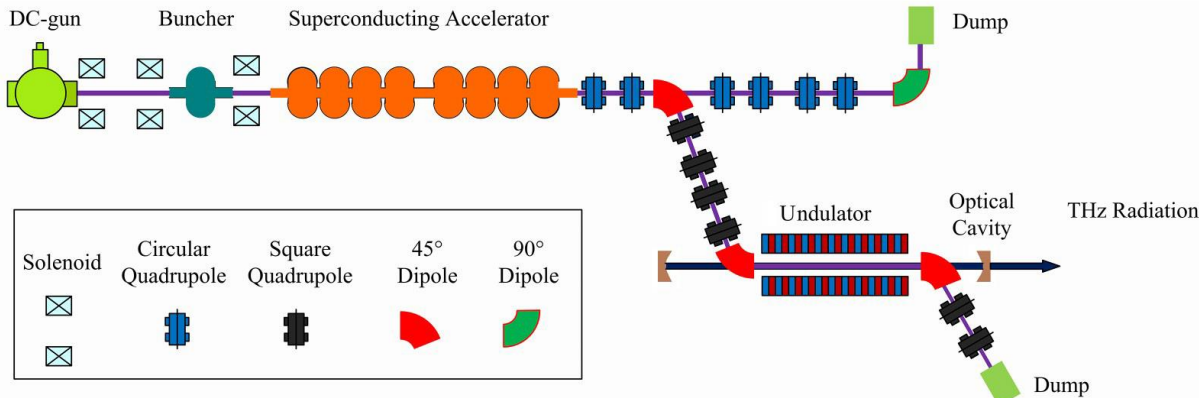 DC-gun
Buncher
Superconducting Accelerator
Dump
Undulator
Optical
Cavity
THz Radiation
Solenoid
Circular
Quadrupole
Square
Quadrupole
45°
Dipole
90°
Dipole
Dump